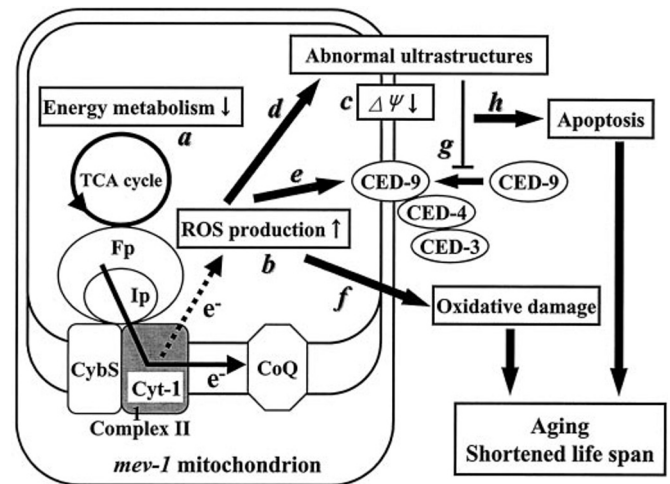 Abnormal ultrastructures
Energy metabolism ↓
a
c
Δ Ψ ↓
d
h
Apoptosis
g
TCA cycle
e
CED-9
CED-9
CED-4
CED-3
ROS production ↑
b
Fp
Ip
f
e-
Oxidative damage
CybS
Cyt-1
1
e-
CoQ
Complex II
Aging
Shortened life span
mev-1 mitochondrion